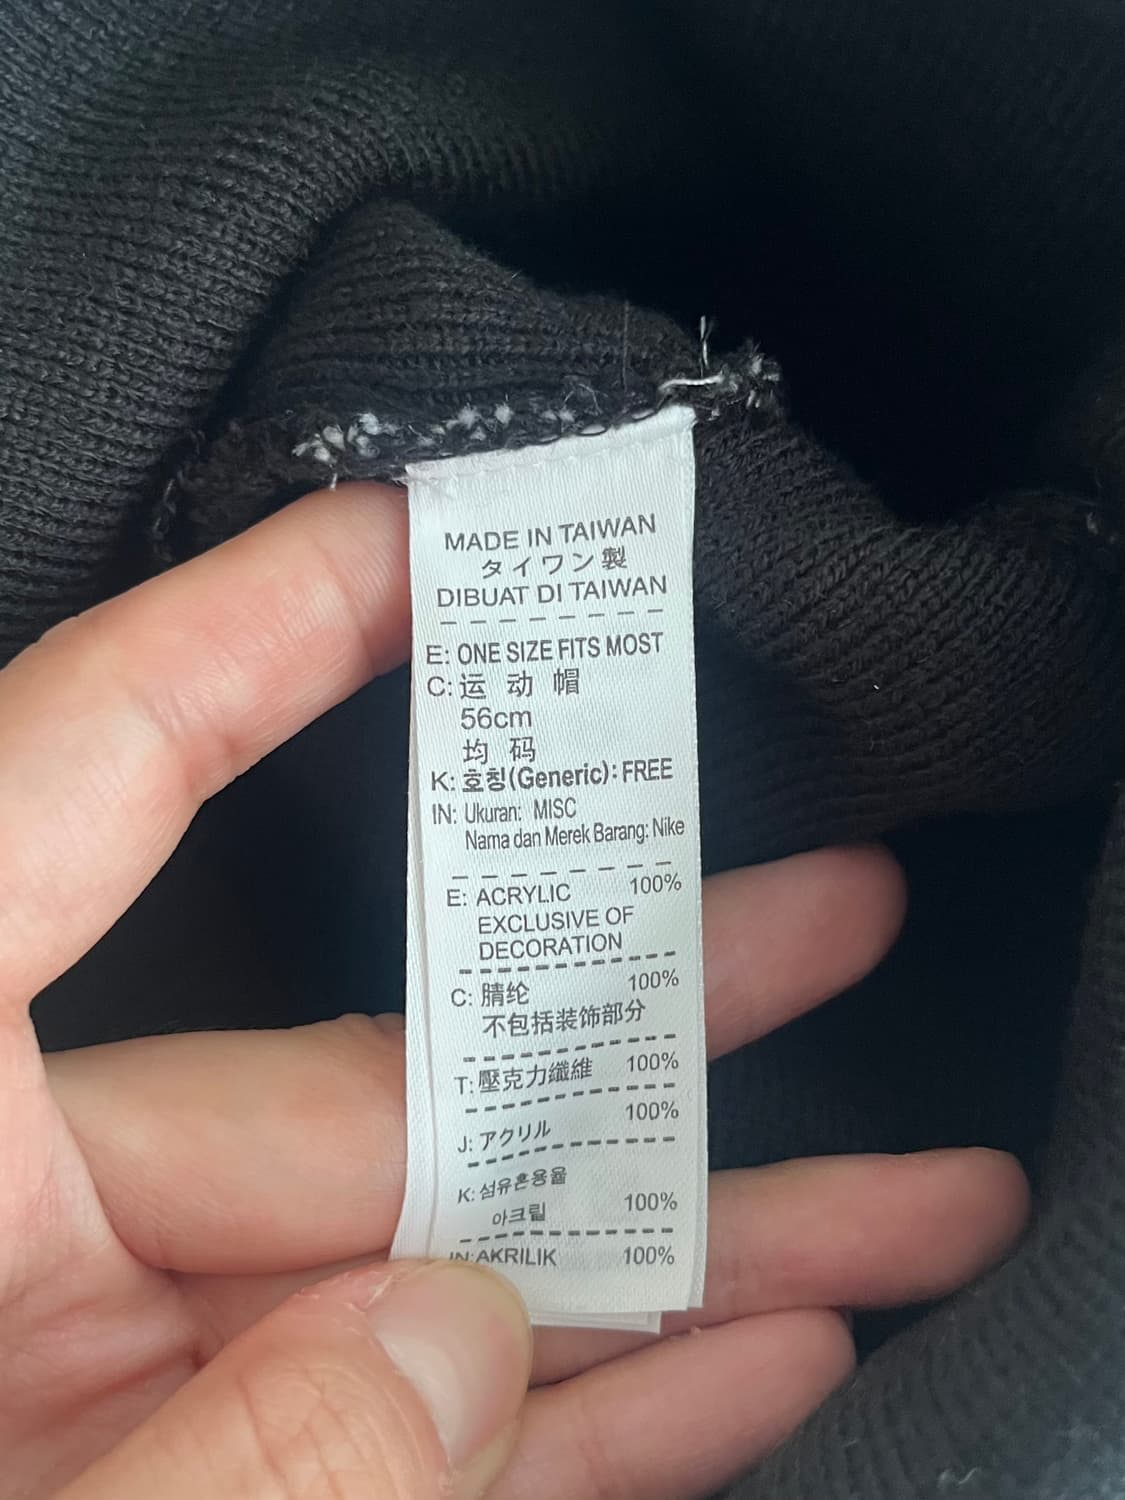 MADE IN TAIWAN
タイワン製
DIBUAT DI TAIWAN
E: ONE SIZE FITS MOST
C: 运 动 帽
56cm
均 码
K: 호칭(Generic): FREE
IN: Ukuran: MISC
Nama dan Merek Barang: Nike
E: ACRYLIC 100%
EXCLUSIVE OF
DECORATION
C: 腈纶 100%
不包括装饰部分
T: 壓克力纖維 100%
J: アクリル 100%
K: 섬유혼용율
아크릴 100%
IN: AKRILIK 100%